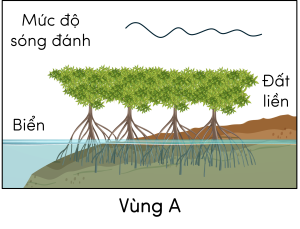 Mức độ
sóng đánh
Đất
liền
Biển
Vùng A